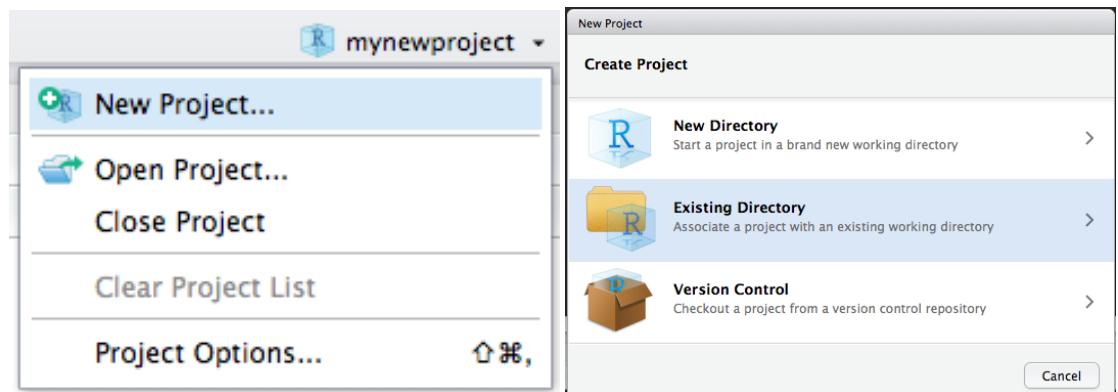 mynewproject
New Project...
Open Project...
Close Project
Clear Project List
Project Options... ⇧⌘,
New Project
Create Project
R
New Directory
Start a project in a brand new working directory
R
Existing Directory
Associate a project with an existing working directory
R
Version Control
Checkout a project from a version control repository
Cancel